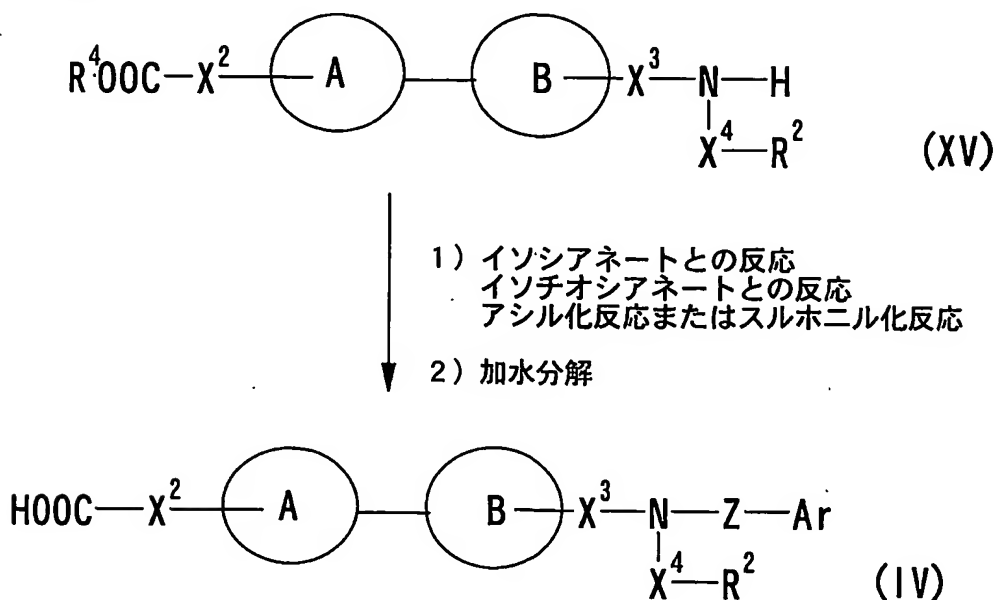 R⁴OOC—X²—A—B—X³—N—H
X⁴—R²
(XV)
1) イソシアネートとの反応
イソチオシアネートとの反応
アシル化反応またはスルホニル化反応
2) 加水分解
HOOC—X²—A—B—X³—N—Z—Ar
X⁴—R²
(IV)